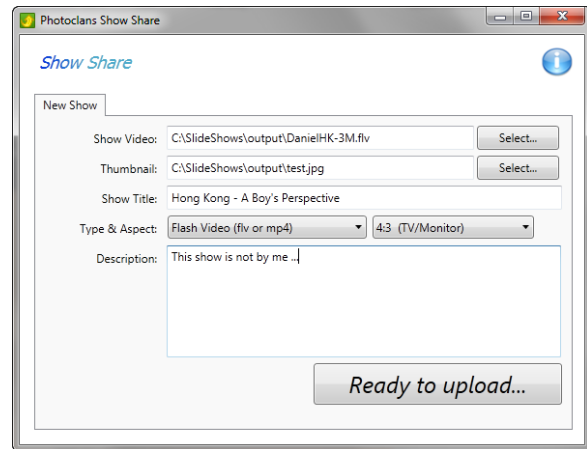 Photoclans Show Share
Show Share
New Show
Show Video: C:\SlideShows\output\DanielHK-3M.flv Select...
Thumbnail: C:\SlideShows\output\test.jpg Select...
Show Title: Hong Kong - A Boy's Perspective
Type & Aspect: Flash Video (flv or mp4) 4:3 (TV/Monitor)
Description: This show is not by me ...
Ready to upload...